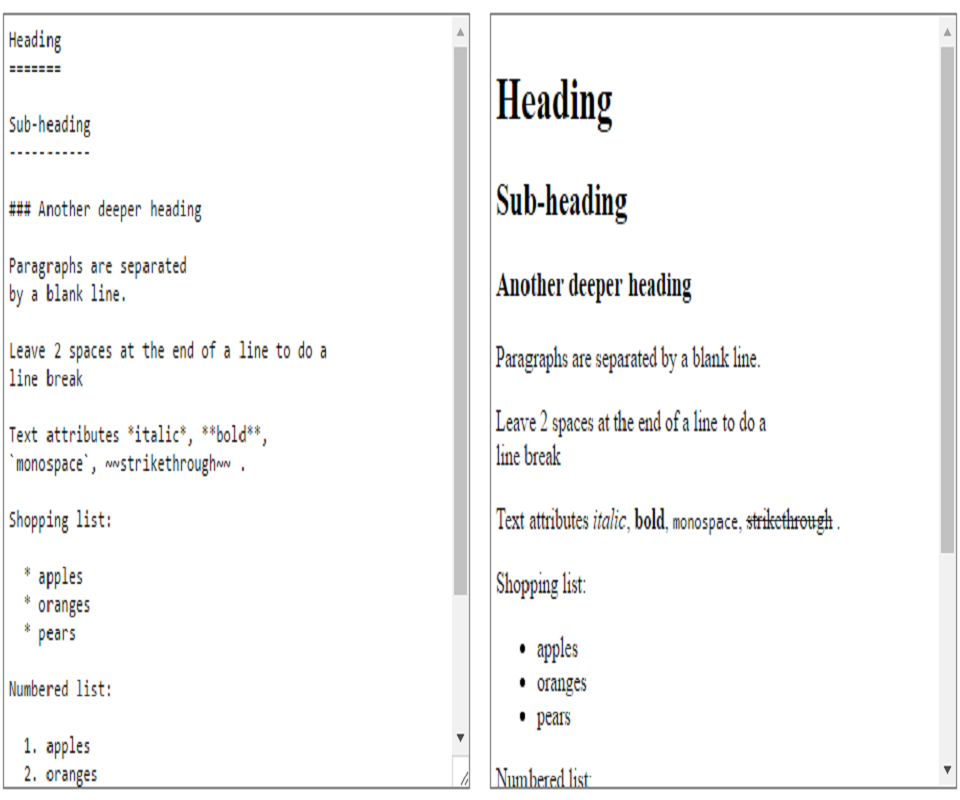 Heading
=======
Sub-heading
-----------
### Another deeper heading
Paragraphs are separated
by a blank line.
Leave 2 spaces at the end of a line to do a
line break
Text attributes *italic*, **bold**,
`monospace`, ~~strikethrough~~ .
Shopping list:
* apples
* oranges
* pears
Numbered list:
1. apples
2. oranges
Heading
Sub-heading
Another deeper heading
Paragraphs are separated by a blank line.
Leave 2 spaces at the end of a line to do a
line break
Text attributes italic, bold, monospace, strikethrough .
Shopping list:
• apples
• oranges
• pears
Numbered list: